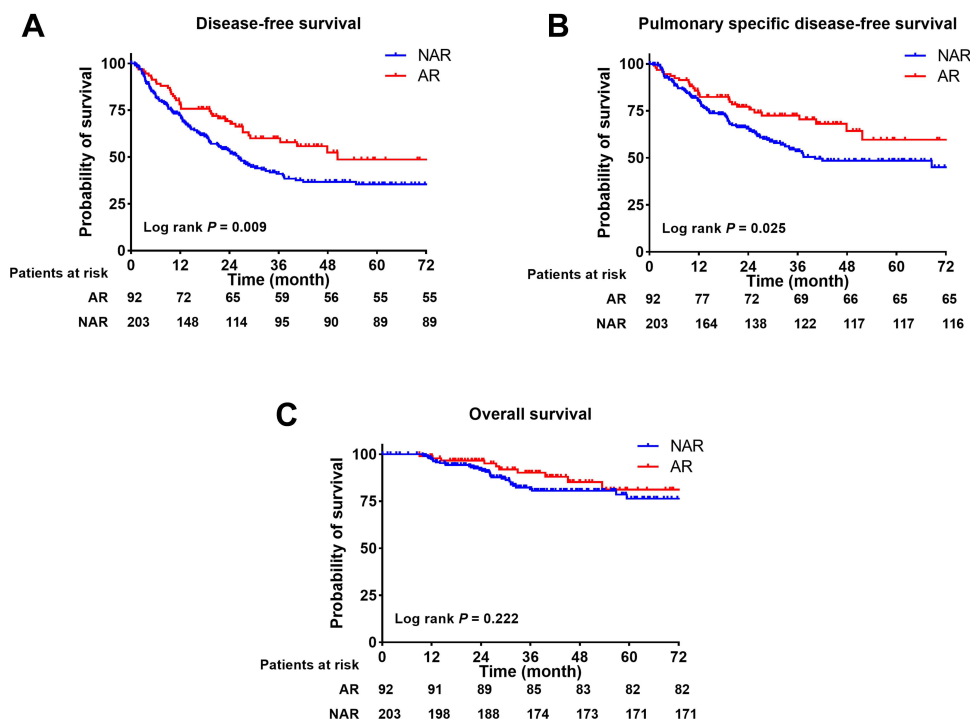 A
Disease-free survival
NAR
AR
Probability of survival
100
75
50
25
0
Log rank P = 0.009
0 12 24 36 48 60 72
Time (month)
Patients at risk
AR 92 72 65 59 56 55 55
NAR 203 148 114 95 90 89 89
B
Pulmonary specific disease-free survival
NAR
AR
Probability of survival
100
75
50
25
0
Log rank P = 0.025
0 12 24 36 48 60 72
Time (month)
Patients at risk
AR 92 77 72 69 66 65 65
NAR 203 164 138 122 117 117 116
C
Overall survival
NAR
AR
Probability of survival
100
75
50
25
0
Log rank P = 0.222
0 12 24 36 48 60 72
Time (month)
Patients at risk
AR 92 91 89 85 83 82 82
NAR 203 198 188 174 173 171 171